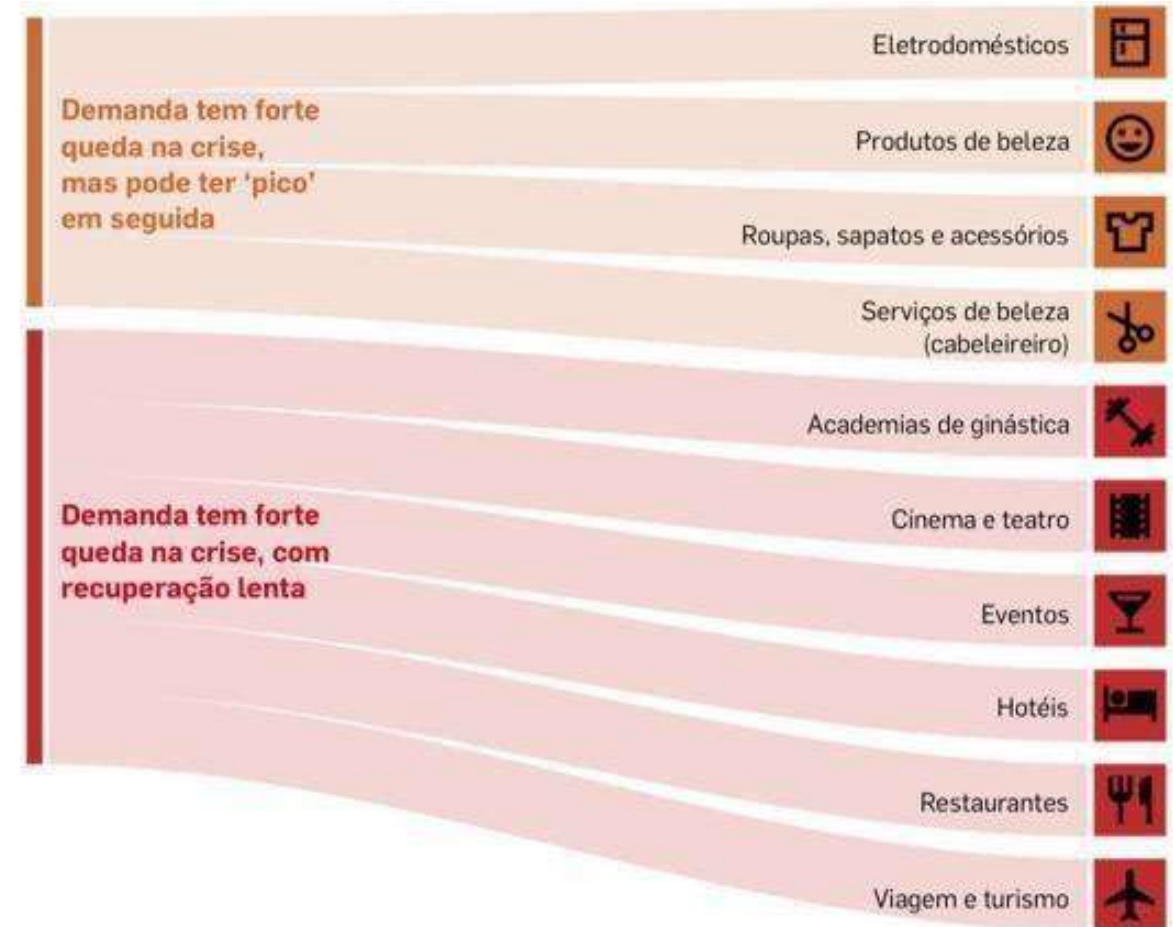 Demanda tem forte
queda na crise,
mas pode ter ‘pico’
em seguida
Eletrodomésticos
Produtos de beleza
Roupas, sapatos e acessórios
Serviços de beleza
(cabeleireiro)
Demanda tem forte
queda na crise, com
recuperação lenta
Academias de ginástica
Cinema e teatro
Eventos
Hotéis
Restaurantes
Viagem e turismo